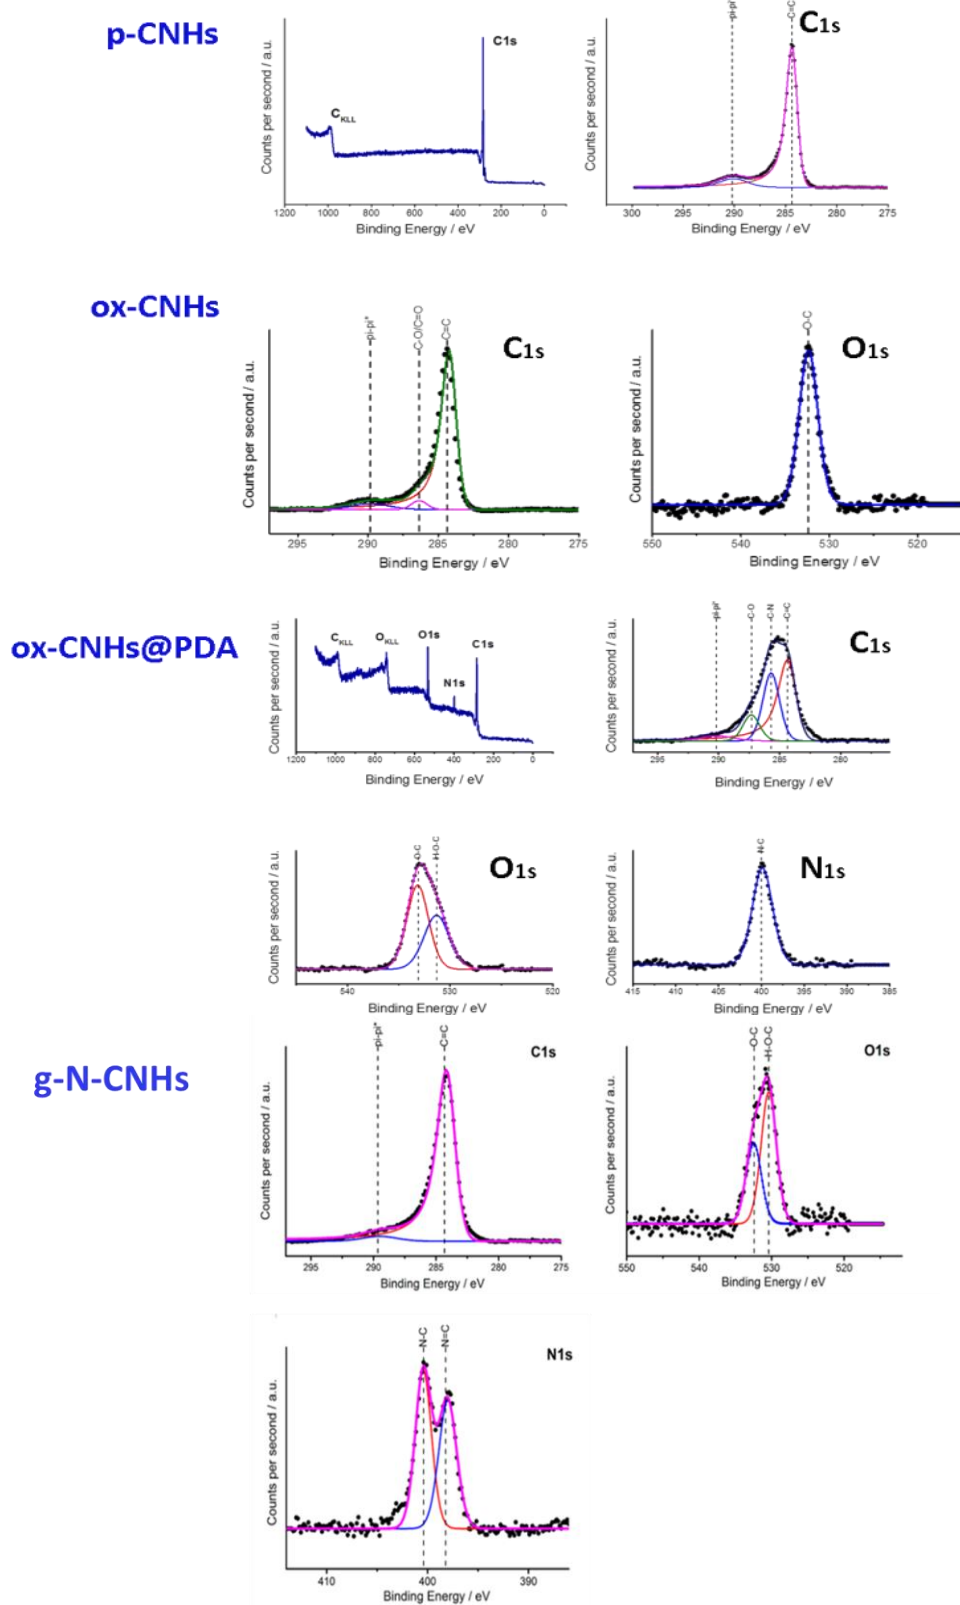 p-CNHs
Counts per second / a.u.
C1s
CKLL
1200 1000 800 600 400 200 0
Binding Energy / eV
Counts per second / a.u.
pi-pi*
C=C
C1s
300 295 290 285 280 275
Binding Energy / eV
ox-CNHs
Counts per second / a.u.
pi-pi*
C-O/C=O
C=C
C1s
295 290 285 280 275
Binding Energy / eV
Counts per second / a.u.
O-C
O1s
550 540 530 520
Binding Energy / eV
ox-CNHs@PDA
Counts per second / a.u.
CKLL
OKLL
O1s
N1s
C1s
1200 1000 800 600 400 200 0
Binding Energy / eV
Counts per second / a.u.
pi-pi*
C-O
C-N
C=C
C1s
295 290 285 280
Binding Energy / eV
Counts per second / a.u.
O-C
H-O-C
O1s
540 530 520
Binding Energy / eV
Counts per second / a.u.
N-C
N1s
415 410 405 400 395 390 385
Binding Energy / eV
g-N-CNHs
Counts per second / a.u.
pi-pi*
C=C
C1s
295 290 285 280 275
Binding Energy / eV
Counts per second / a.u.
O-C
H-O-C
O1s
550 540 530 520
Binding Energy / eV
Counts per second / a.u.
N-C
N=C
N1s
410 400 390
Binding Energy / eV